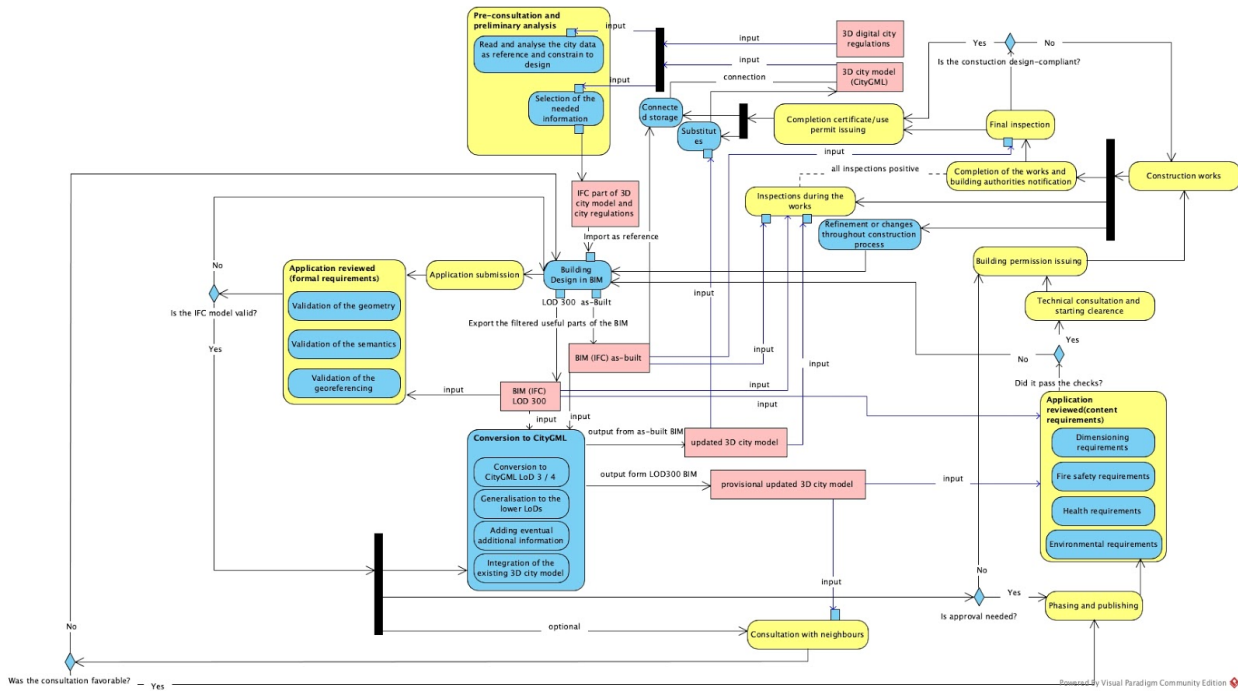 Pre-consultation and
preliminary analysis
input
Read and analyse the city data
as reference and constrain to
design
input
Selection of the
needed
information
input
input
connection
3D digital city
regulations
3D city model
(CityGML)
Yes
No
Is the constuction design-compliant?
Connecte
d storage
Substitut
es
Completion certificate/use
permit issuing
Final inspection
input
all inspections positive
Completion of the works and
building authorities notification
Construction works
IFC part of 3D
city model and
city regulations
Import as reference
Inspections during the
works
Refinement or changes
throughout construction
process
Building permission issuing
No
Application reviewed
(formal requirements)
Validation of the geometry
Validation of the semantics
Validation of the
georeferencing
Application submission
Building
Design in BIM
LOD 300
as-Built
Export the filtered useful parts of the BIM
input
Technical consultation and
starting clearence
Is the IFC model valid?
Yes
Yes
No
Did it pass the checks?
BIM (IFC) as-built
input
input
BIM (IFC)
LOD 300
input
input
input
input
input
Application
reviewed(content
requirements)
Dimensioning
requirements
Fire safety requirements
Health requirements
Environmental requirements
Conversion to CityGML
Conversion to
CityGML LoD 3 / 4
Generalisation to the
lower LoDs
Adding eventual
additional information
Integration of the
existing 3D city model
output from as-built BIM
updated 3D city model
output form LOD300 BIM
provisional updated 3D city model
input
input
No
Yes
Is approval needed?
Phasing and publishing
optional
Consultation with neighbours
No
Was the consultation favorable?
Yes
Powered By Visual Paradigm Community Edition